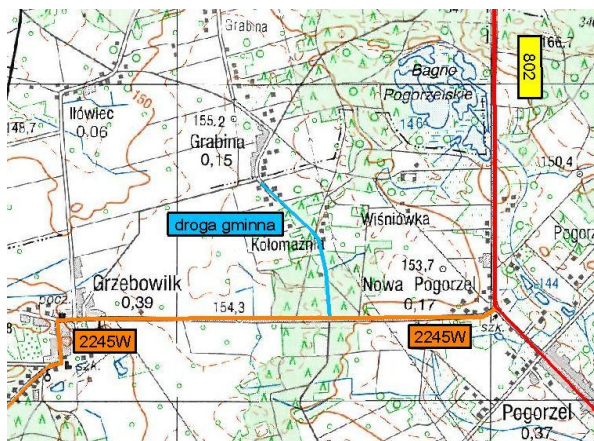 Grabina
166,7
802
Bagno
Pogorzelskie
146
150
Iłówiec
0,06
148,7
155,2
Grabina
0,15
150,4
droga gminna
Wiśniówka
Kołomaźnia
Pogorz
Grzebowilk
0,39
153,7
Nowa Pogorzel
0,17
144
poczt.
154,3
szk.
2245W
2245W
szk.
Pogorzel
0,37